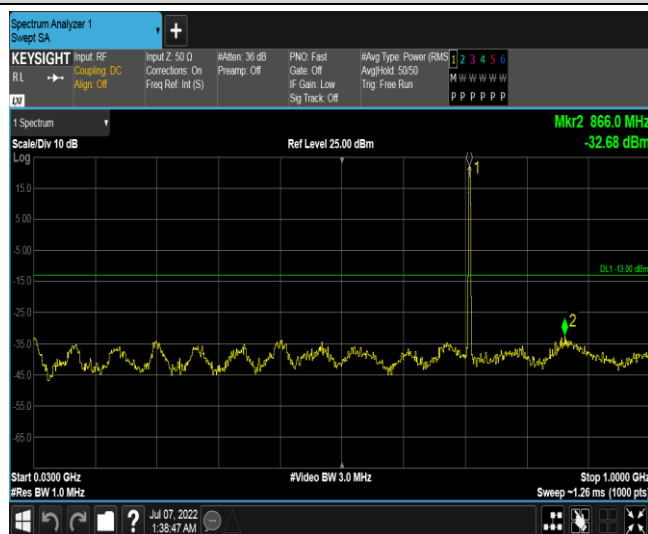 Spectrum Analyzer 1
Swept SA
+
KEYSIGHT
R L
LXI
Input: RF
Coupling: DC
Align: Off
Input Z: 50 Ω
Corrections: On
Freq Ref: Int (S)
#Atten: 36 dB
Preamp: Off
PNO: Fast
Gate: Off
IF Gain: Low
Sig Track: Off
#Avg Type: Power (RMS
Avg|Hold: 50/50
Trig: Free Run
1 2 3 4 5 6
M W W W W W
P P P P P P
1 Spectrum
Mkr2 866.0 MHz
Scale/Div 10 dB
Ref Level 25.00 dBm
-32.68 dBm
Log
1
15.0
5.00
-5.00
DL1 -13.00 dBm
-15.0
-25.0
2
-35.0
-45.0
-55.0
-65.0
Start 0.0300 GHz
#Video BW 3.0 MHz
Stop 1.0000 GHz
#Res BW 1.0 MHz
Sweep ~1.26 ms (1000 pts)
?
Jul 07, 2022
1:38:47 AM